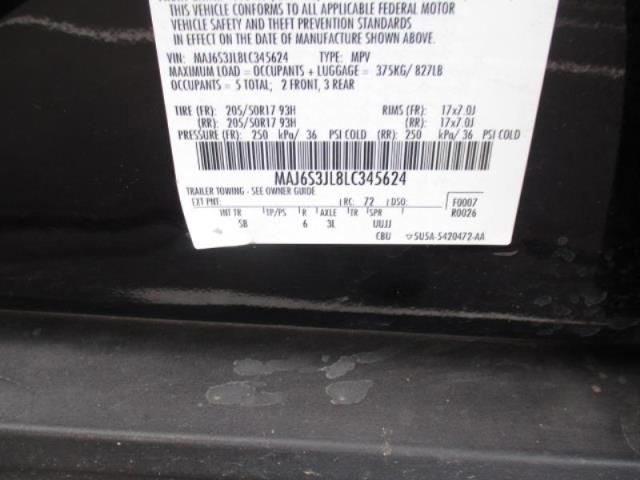 THIS VEHICLE CONFORMS TO ALL APPLICABLE FEDERAL MOTOR
VEHICLE SAFETY AND THEFT PREVENTION STANDARDS
IN EFFECT ON THE DATE OF MANUFACTURE SHOWN ABOVE.
VIN: MAJ6S3JL8LC345624 TYPE: MPV
MAXIMUM LOAD = OCCUPANTS + LUGGAGE = 375KG/ 827LB
OCCUPANTS = 5 TOTAL; 2 FRONT, 3 REAR
TIRE (FR): 205/50R17 93H RIMS (FR): 17x7.0J
(RR): 205/50R17 93H (RR): 17x7.0J
PRESSURE (FR): 250 kPa/ 36 PSI COLD (RR): 250 kPa/ 36 PSI COLD
MAJ6S3JL8LC345624
TRAILER TOWING - SEE OWNER GUIDE
EXT PNT: RC: 72 DSO: F0007
R0026
INT TR TP/PS R AXLE TR SPR
SB 6 3L UUJJ
CBU SU5A-5420472-AA